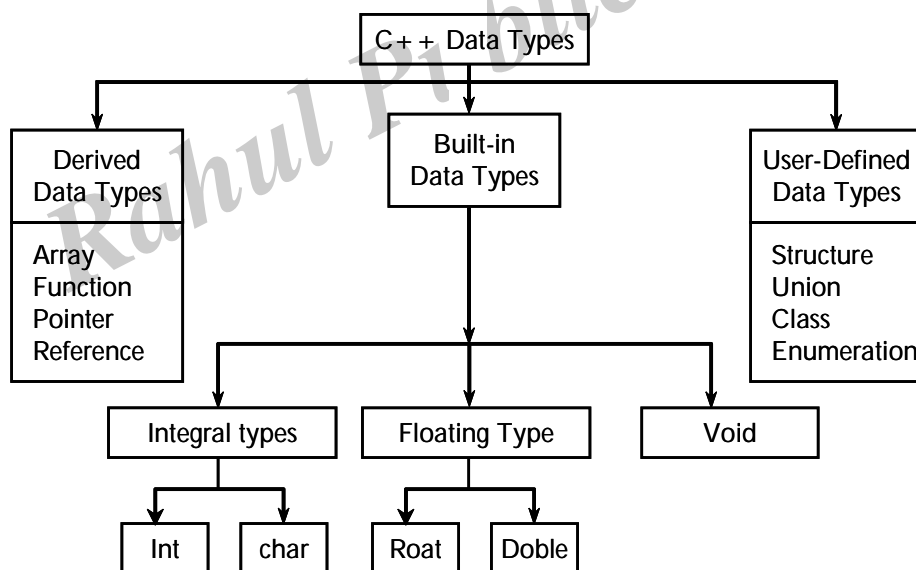 C++ Data Types
Derived
Data Types
Array
Function
Pointer
Reference
Built-in
Data Types
User-Defined
Data Types
Structure
Union
Class
Enumeration
Integral types
Floating Type
Void
Int
char
Roat
Doble
Rahul